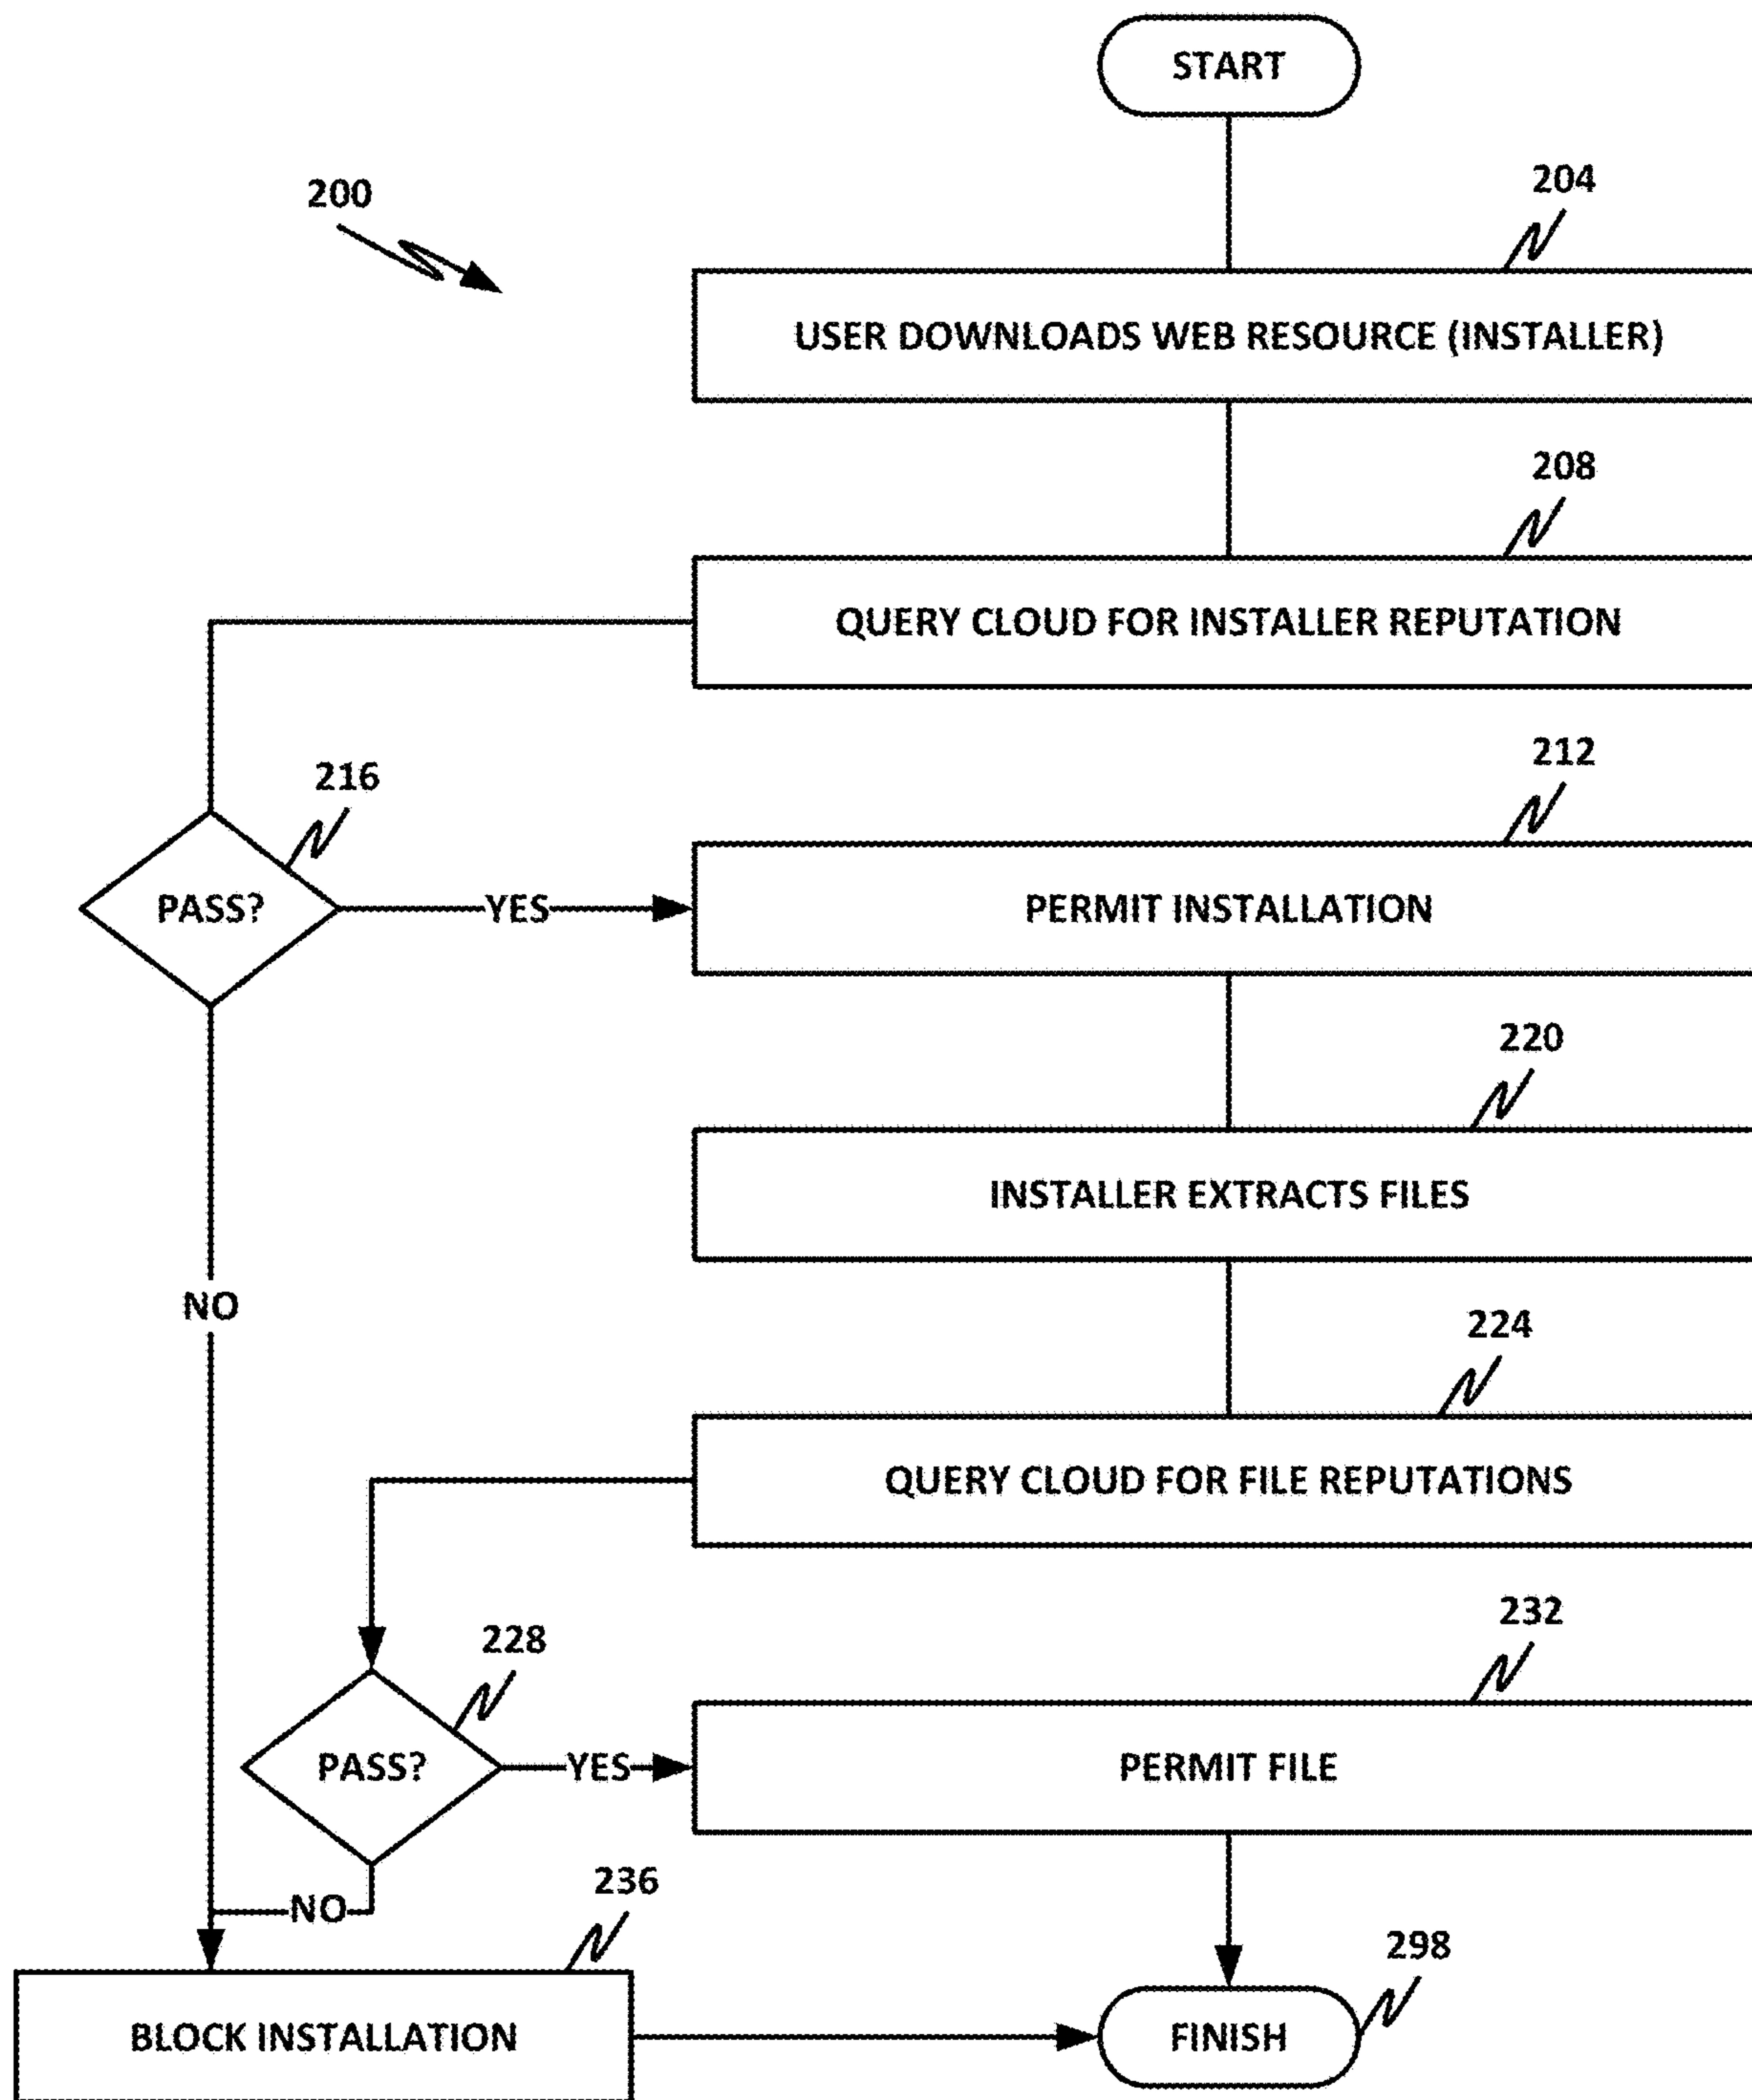 START
200
204
USER DOWNLOADS WEB RESOURCE (INSTALLER)
208
QUERY CLOUD FOR INSTALLER REPUTATION
216
212
PASS?
YES
PERMIT INSTALLATION
220
INSTALLER EXTRACTS FILES
NO
224
QUERY CLOUD FOR FILE REPUTATIONS
228
232
PASS?
YES
PERMIT FILE
NO
236
298
BLOCK INSTALLATION
FINISH